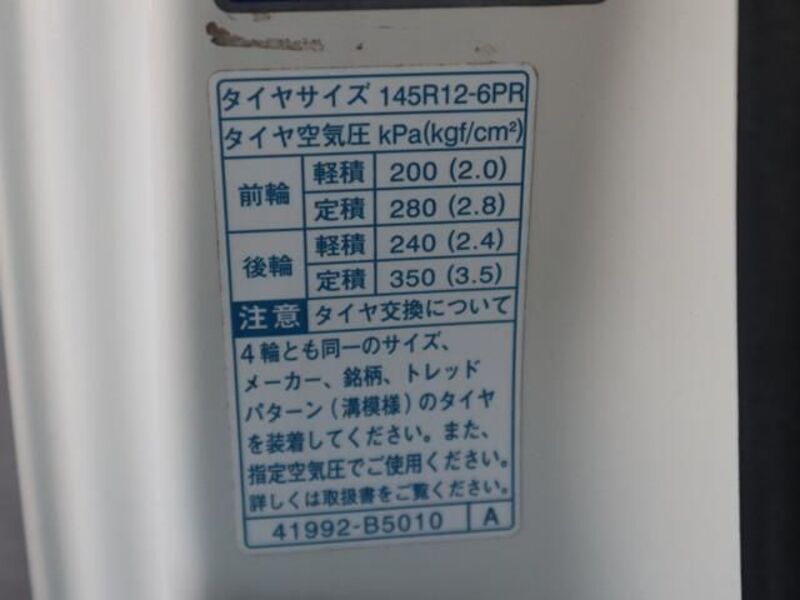 タイヤサイズ 145R12-6PR
タイヤ空気圧 kPa(kgf/cm²)
前輪 軽積 200 (2.0)
定積 280 (2.8)
後輪 軽積 240 (2.4)
定積 350 (3.5)
注意 タイヤ交換について
4輪とも同一のサイズ、
メーカー、銘柄、トレッド
パターン(溝模様)のタイヤ
を装着してください。また、
指定空気圧でご使用ください。
詳しくは取扱書をご覧ください。
41992-B5010 A